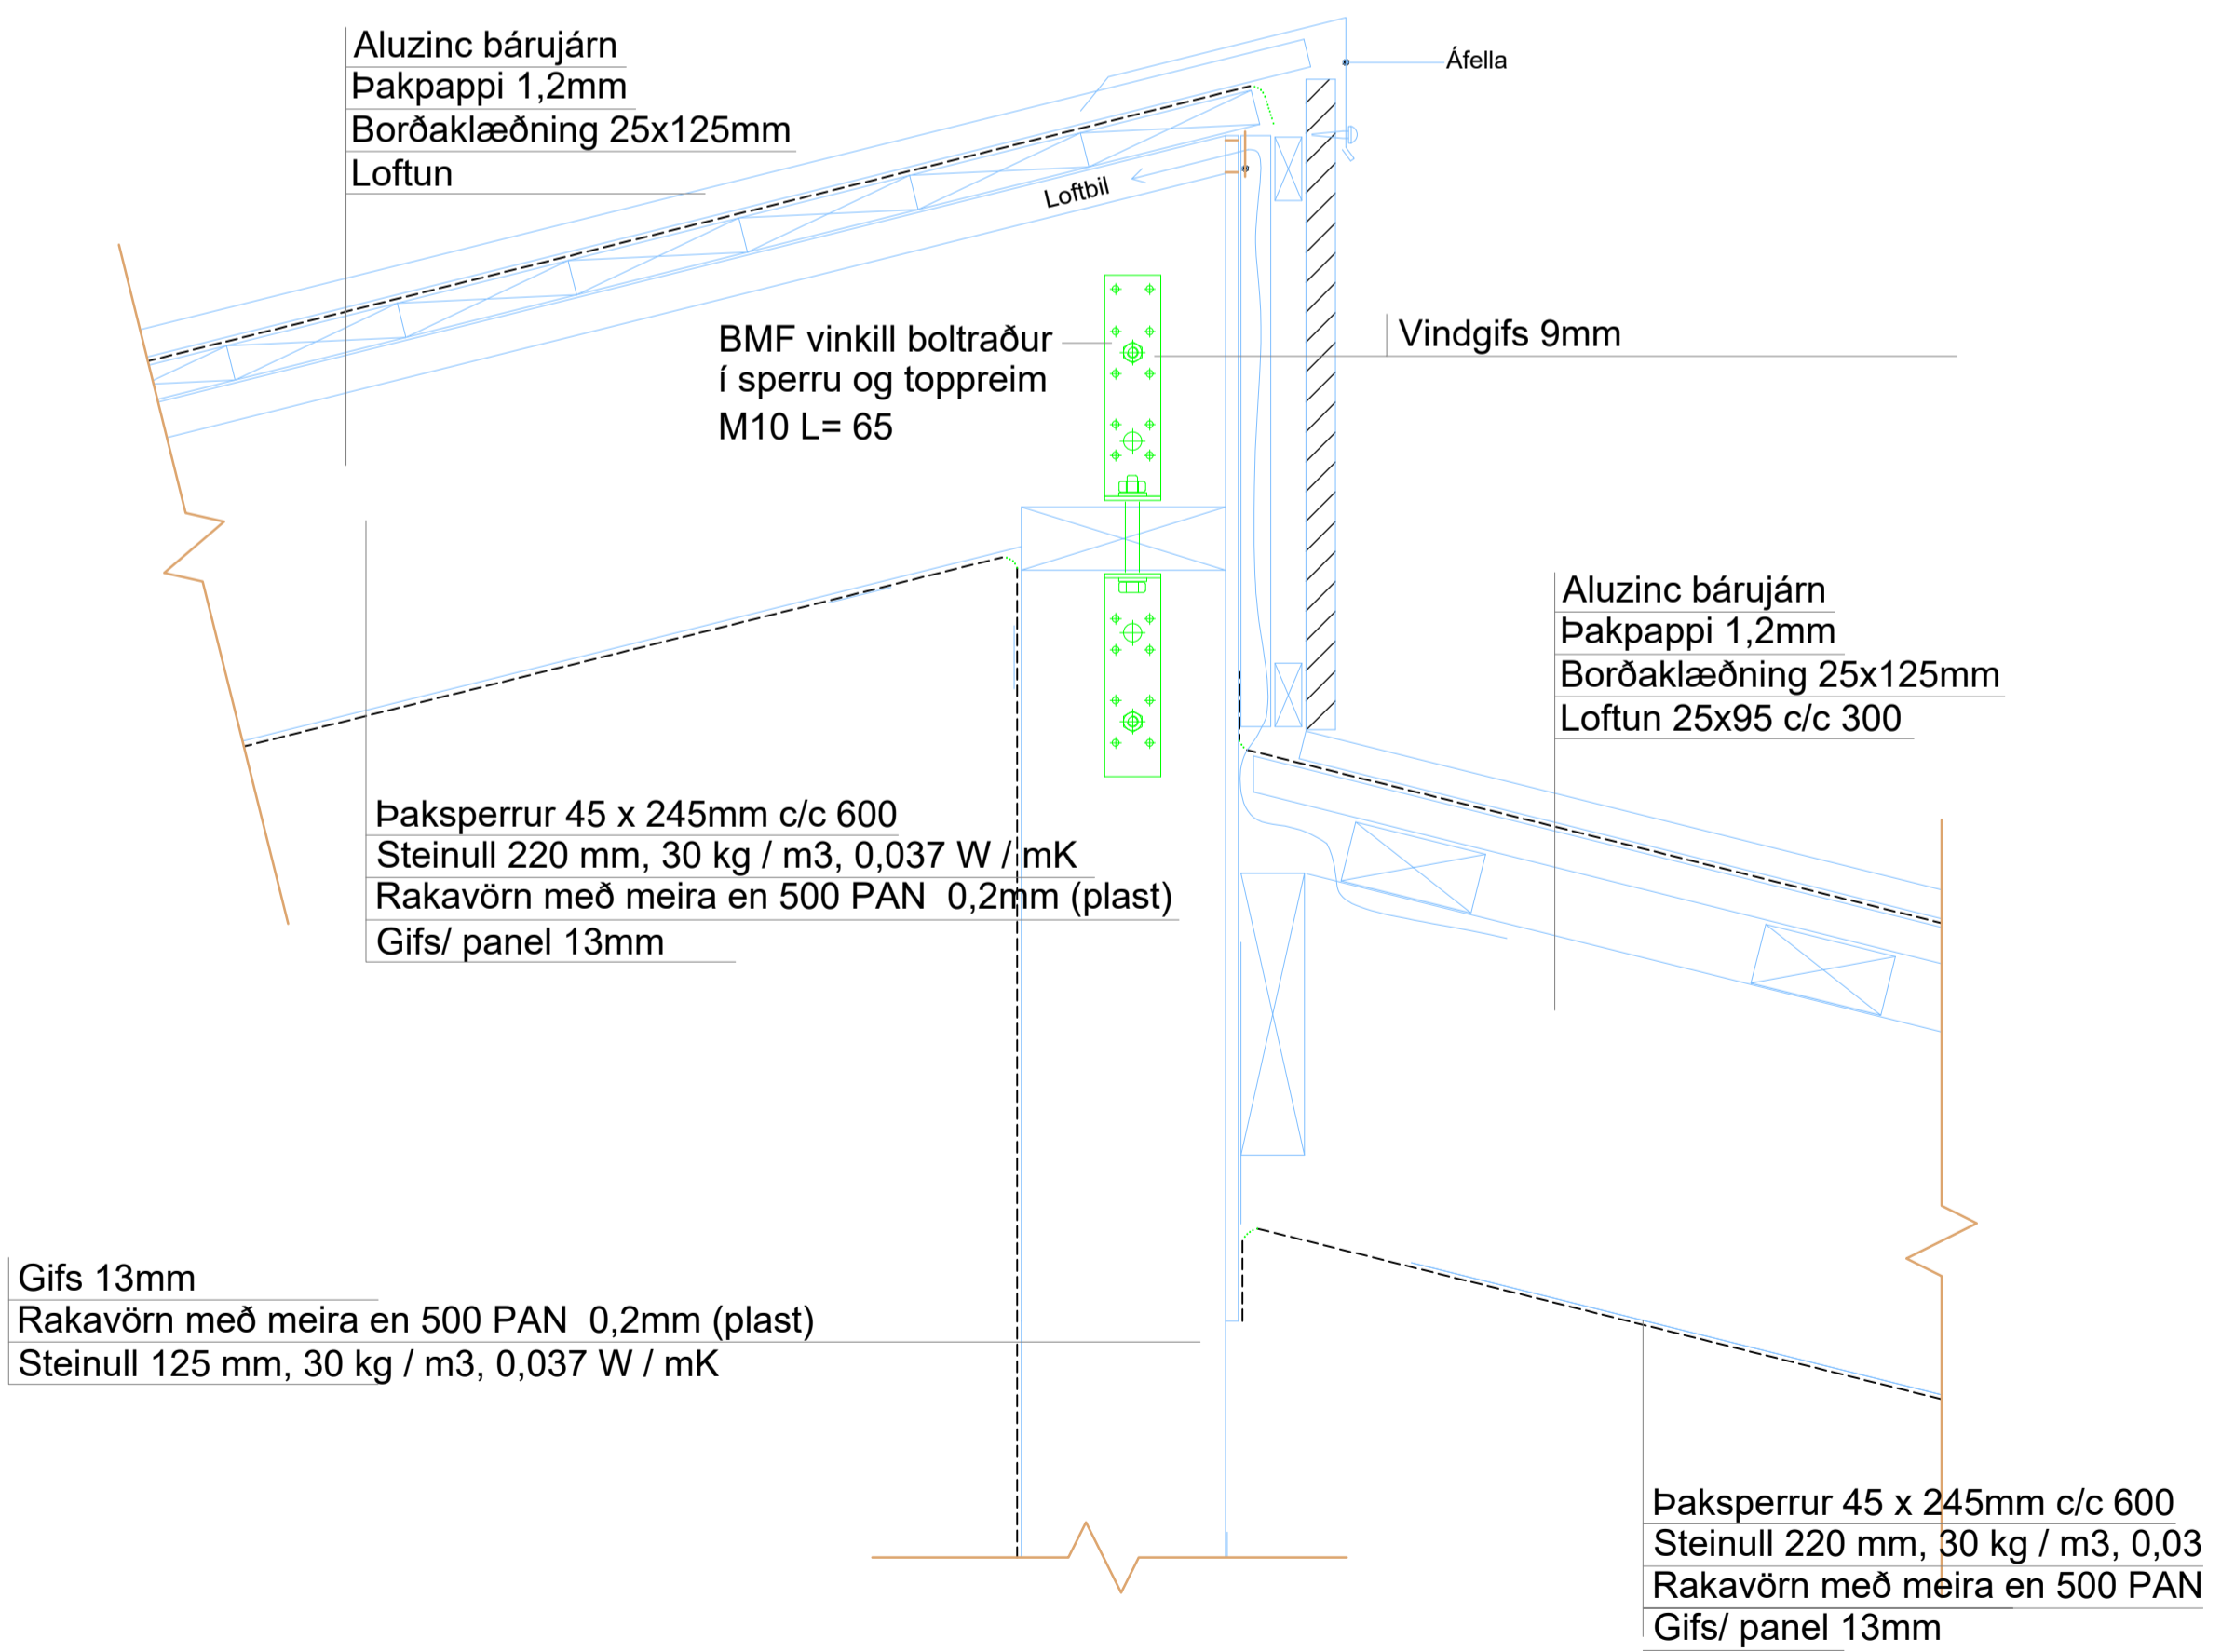 Aluzinc bárujárn
Þakpappi 1,2mm
Borðaklæðning 25x125mm
Loftun
Áfella
Loftbil
BMF vinkill boltraður
í sperru og toppreim
M10 L= 65
Vindgifs 9mm
Aluzinc bárujárn
Þakpappi 1,2mm
Borðaklæðning 25x125mm
Loftun 25x95 c/c 300
Þaksperrur 45 x 245mm c/c 600
Steinull 220 mm, 30 kg / m3, 0,037 W / mK
Rakavörn með meira en 500 PAN 0,2mm (plast)
Gifs/ panel 13mm
Gifs 13mm
Rakavörn með meira en 500 PAN 0,2mm (plast)
Steinull 125 mm, 30 kg / m3, 0,037 W / mK
Þaksperrur 45 x 245mm c/c 600
Steinull 220 mm, 30 kg / m3, 0,03
Rakavörn með meira en 500 PAN
Gifs/ panel 13mm